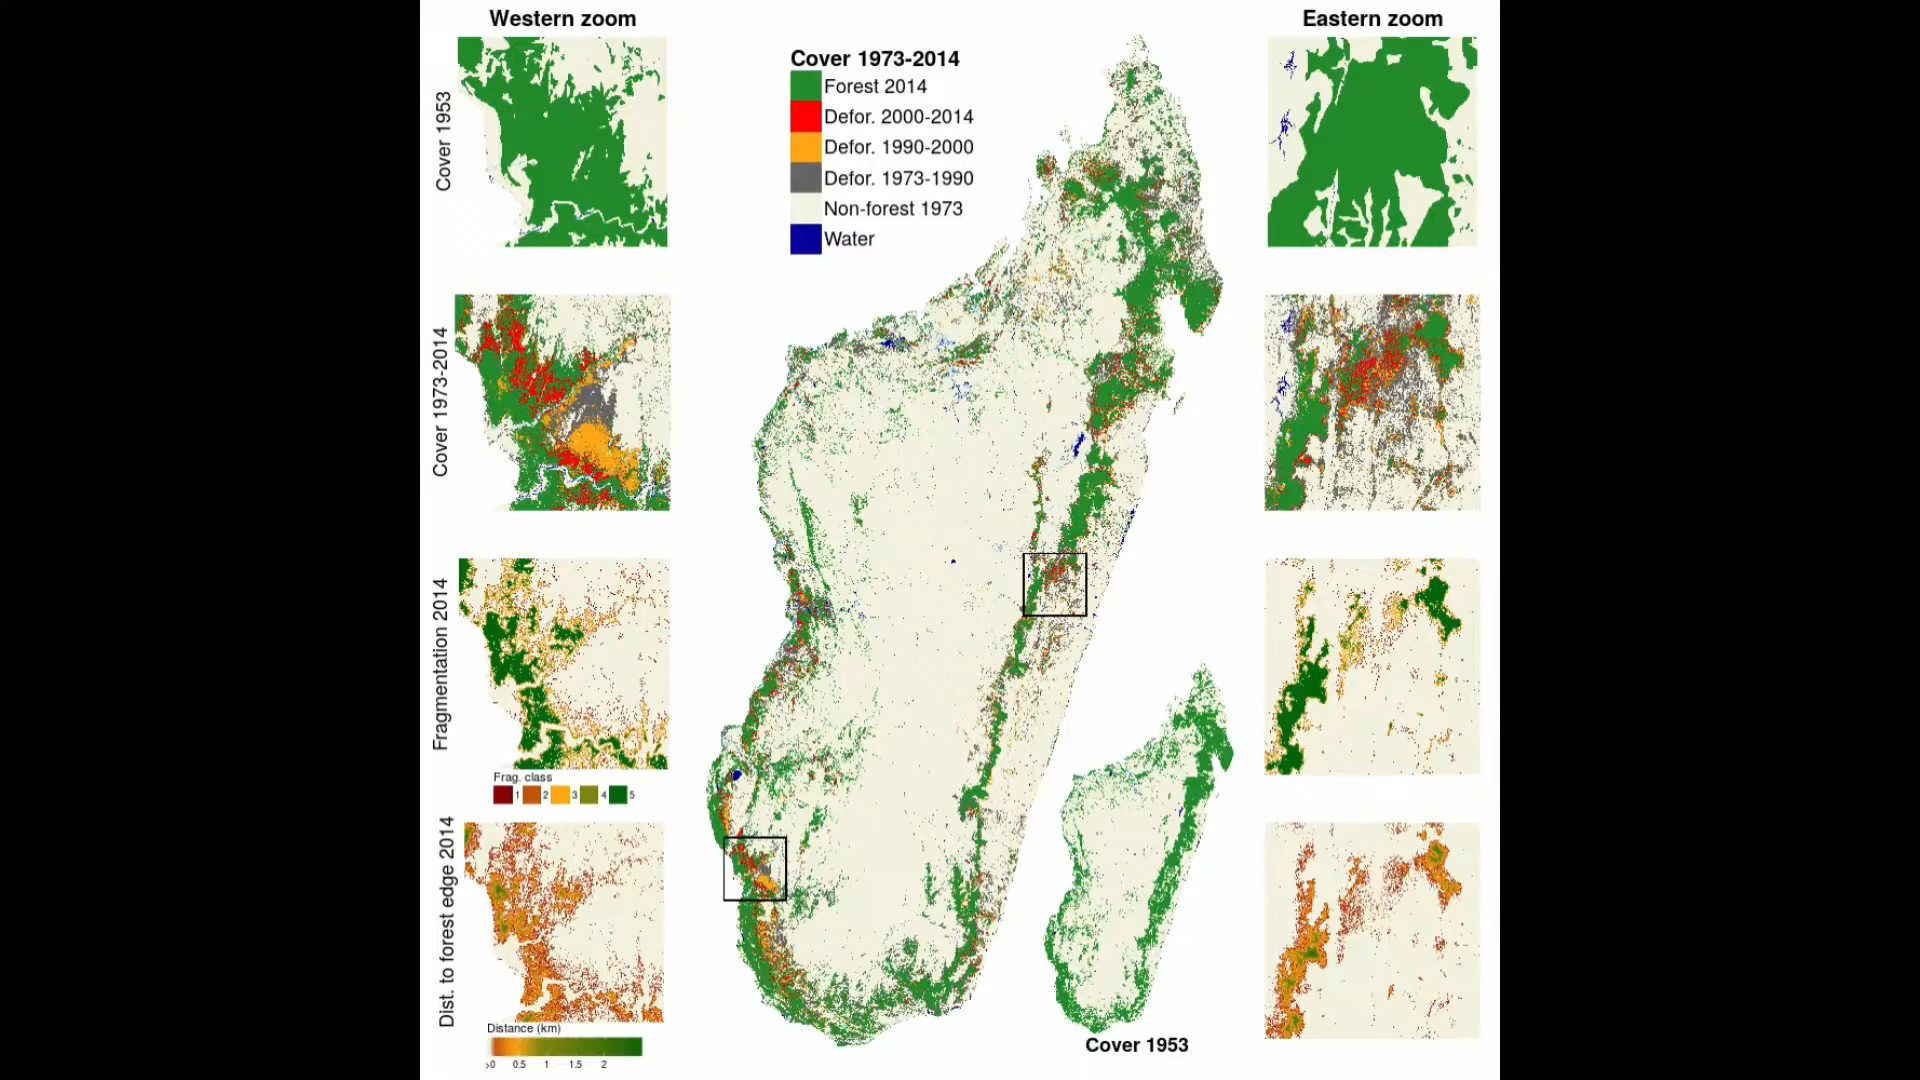 Western zoom
Eastern zoom
Cover 1973-2014
Forest 2014
Defor. 2000-2014
Defor. 1990-2000
Defor. 1973-1990
Non-forest 1973
Water
Cover 1953
Cover 1973-2014
Fragmentation 2014
Frag. class
1 2 3 4 5
Dist. to forest edge 2014
Distance (km)
>0 0.5 1 1.5 2
Cover 1953